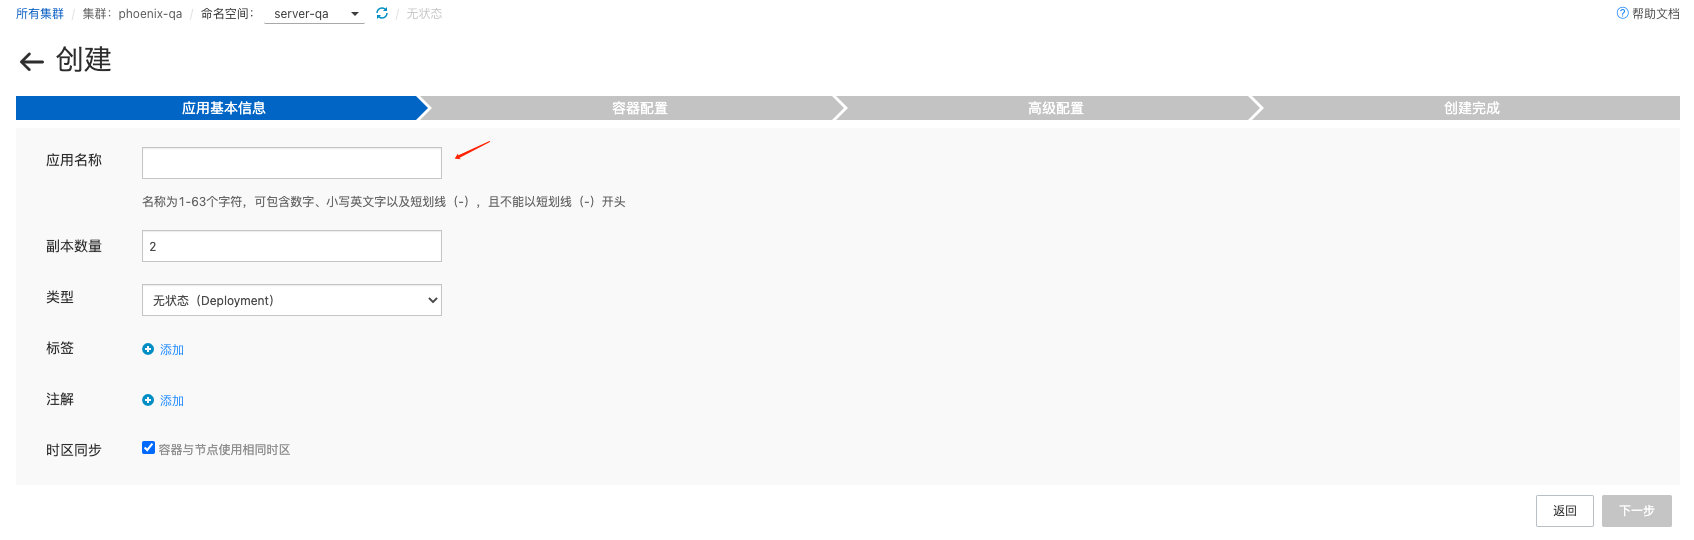 所有集群 / 集群：phoenix-qa / 命名空间： server-qa / 无状态 帮助文档
创建
应用基本信息 容器配置 高级配置 创建完成
应用名称
名称为1-63个字符，可包含数字、小写英文字以及短划线（-），且不能以短划线（-）开头
副本数量 2
类型 无状态（Deployment）
标签 添加
注解 添加
时区同步 容器与节点使用相同时区
返回 下一步